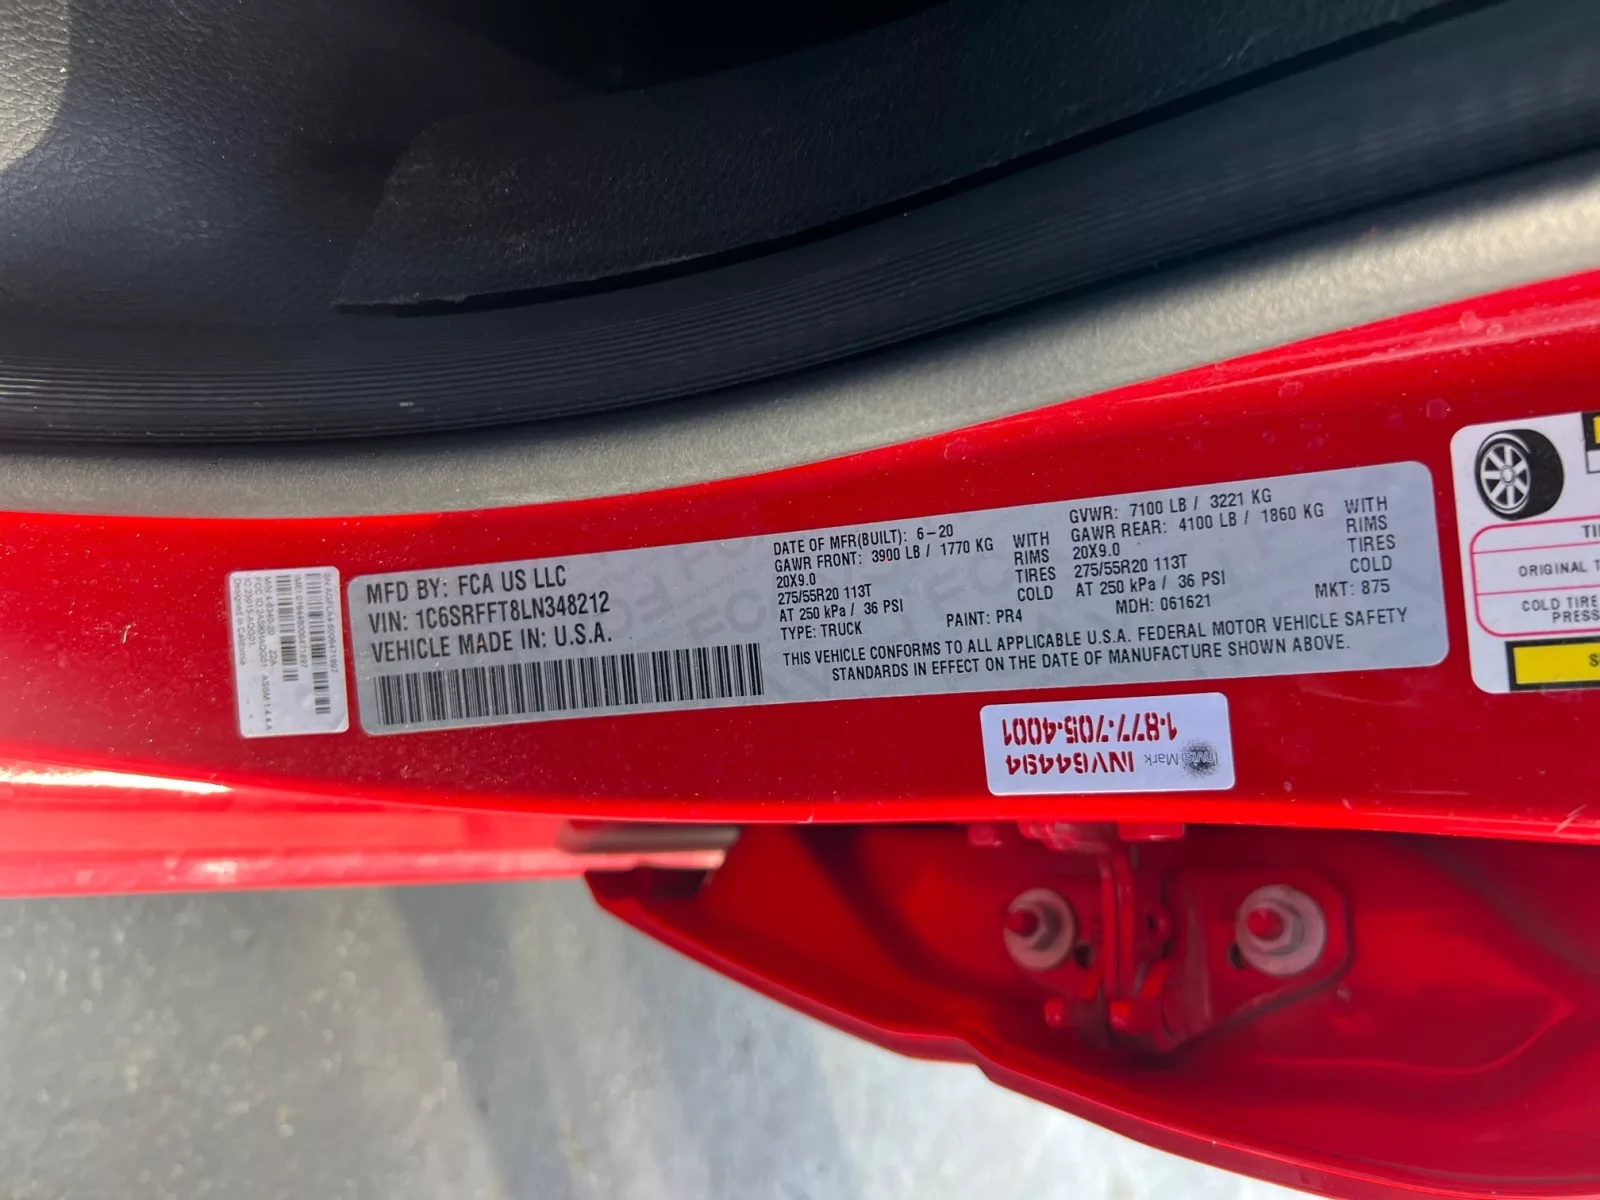 MFD BY: FCA US LLC
VIN: 1C6SRFFT8LN348212
VEHICLE MADE IN: U.S.A.
DATE OF MFR(BUILT): 6-20
GAWR FRONT: 3900 LB / 1770 KG WITH
20X9.0 RIMS
275/55R20 113T TIRES
AT 250 kPa / 36 PSI COLD
TYPE: TRUCK PAINT: PR4
GVWR: 7100 LB / 3221 KG
GAWR REAR: 4100 LB / 1860 KG WITH
20X9.0 RIMS
275/55R20 113T TIRES
AT 250 kPa / 36 PSI COLD
MDH: 061621 MKT: 875
THIS VEHICLE CONFORMS TO ALL APPLICABLE U.S.A. FEDERAL MOTOR VEHICLE SAFETY
STANDARDS IN EFFECT ON THE DATE OF MANUFACTURE SHOWN ABOVE.
Mark INV64494
1-877-705-4001
ORIGINAL
COLD TIRE
Designed in California